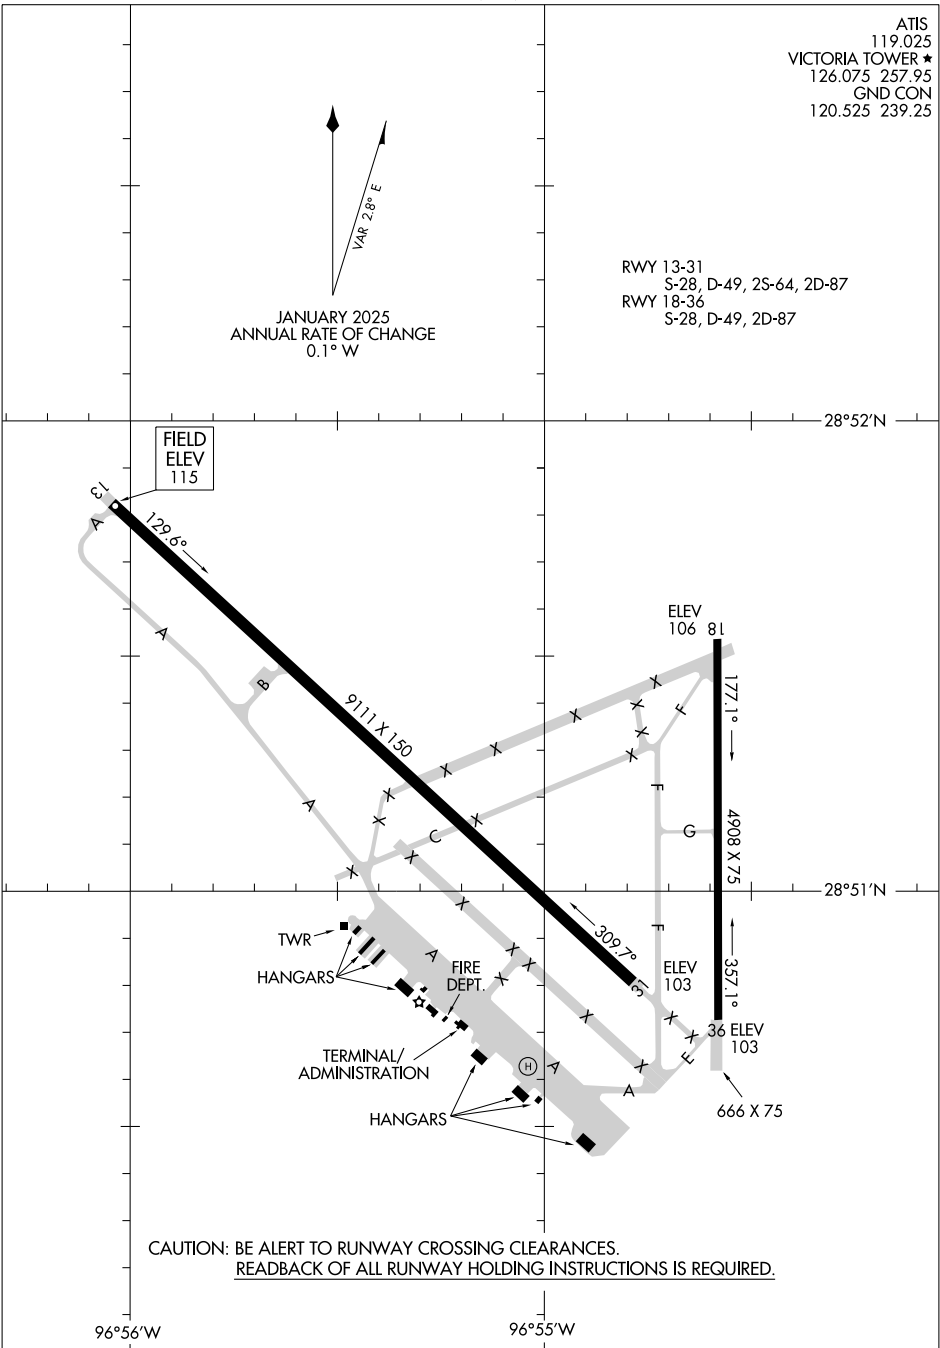 ATIS
119.025
VICTORIA TOWER ★
126.075 257.95
GND CON
120.525 239.25
VAR 2.8° E
JANUARY 2025
ANNUAL RATE OF CHANGE
0.1° W
RWY 13-31
S-28, D-49, 2S-64, 2D-87
RWY 18-36
S-28, D-49, 2D-87
28°52'N
FIELD
ELEV
115
13
A
129.6°
A
B
9111 X 150
A
ELEV
106
18
177.1°
X
X
F
X
X
X
X
X
X
X
X
F
C
X
X
X
G
4908 X 75
X
28°51'N
X
F
TWR
HANGARS
A
FIRE
DEPT.
X
X
X
309.7°
31
ELEV
103
357.1°
X
X
X
36
ELEV
103
E
TERMINAL/
ADMINISTRATION
H
A
X
A
HANGARS
666 X 75
CAUTION: BE ALERT TO RUNWAY CROSSING CLEARANCES.
READBACK OF ALL RUNWAY HOLDING INSTRUCTIONS IS REQUIRED.
96°56'W
96°55'W